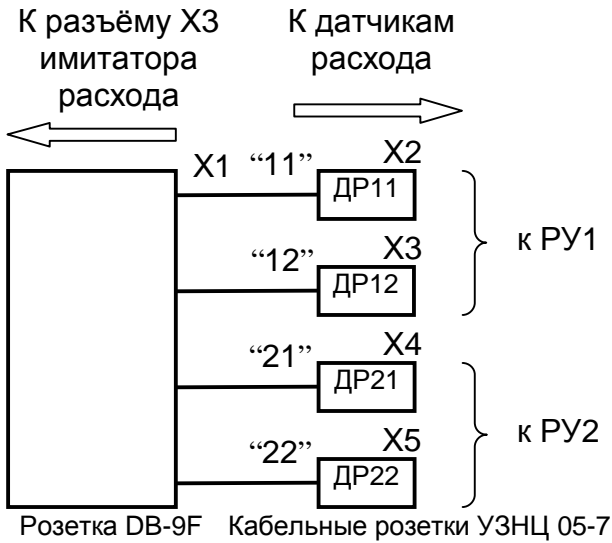 К разъёму Х3
имитатора
расхода
К датчикам
расхода
Х1
“11”
Х2
ДР11
“12”
Х3
ДР12
к РУ1
“21”
Х4
ДР21
“22”
Х5
ДР22
к РУ2
Розетка DB-9F
Кабельные розетки УЗНЦ 05-7